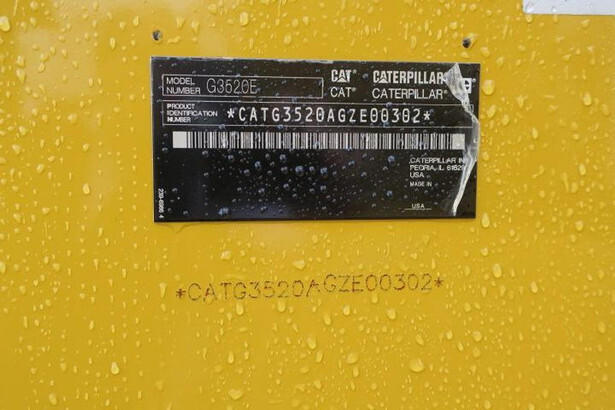 MODEL NUMBER G3520E
CAT® CATERPILLAR®
CAT® CATERPILLAR®
PRODUCT IDENTIFICATION NUMBER *CATG3520AGZE00302*
CATERPILLAR IN
PEORIA, IL 61629
USA
MADE IN
USA
*CATG3520AGZE00302*